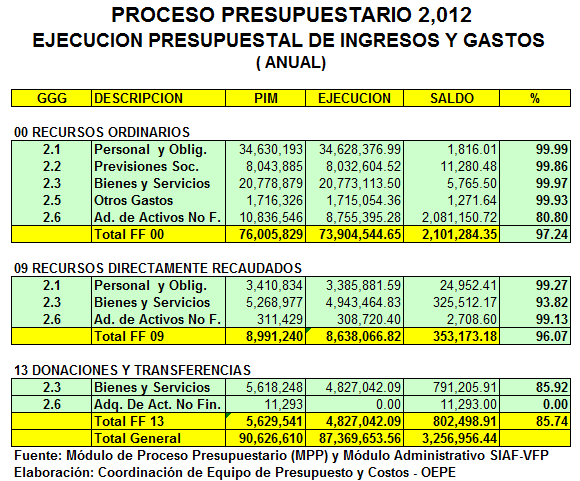 PROCESO PRESUPUESTARIO 2,012
EJECUCION PRESUPUESTAL DE INGRESOS Y GASTOS
( ANUAL)
GGG DESCRIPCION PIM EJECUCION SALDO %
00 RECURSOS ORDINARIOS
2.1 Personal y Oblig. 34,630,193 34,628,376.99 1,816.01 99.99
2.2 Previsiones Soc. 8,043,885 8,032,604.52 11,280.48 99.86
2.3 Bienes y Servicios 20,778,879 20,773,113.50 5,765.50 99.97
2.5 Otros Gastos 1,716,326 1,715,054.36 1,271.64 99.93
2.6 Ad. de Activos No F. 10,836,546 8,755,395.28 2,081,150.72 80.80
Total FF 00 76,005,829 73,904,544.65 2,101,284.35 97.24
09 RECURSOS DIRECTAMENTE RECAUDADOS
2.1 Personal y Oblig. 3,410,834 3,385,881.59 24,952.41 99.27
2.3 Bienes y Servicios 5,268,977 4,943,464.83 325,512.17 93.82
2.6 Ad. de Activos No F. 311,429 308,720.40 2,708.60 99.13
Total FF 09 8,991,240 8,638,066.82 353,173.18 96.07
13 DONACIONES Y TRANSFERENCIAS
2.3 Bienes y Servicios 5,618,248 4,827,042.09 791,205.91 85.92
2.6 Adq. De Act. No Fin. 11,293 0.00 11,293.00 0.00
Total FF 13 5,629,541 4,827,042.09 802,498.91 85.74
Total General 90,626,610 87,369,653.56 3,256,956.44
Fuente: Módulo de Proceso Presupuestario (MPP) y Módulo Administrativo SIAF-VFP
Elaboración: Coordinación de Equipo de Presupuesto y Costos - OEPE